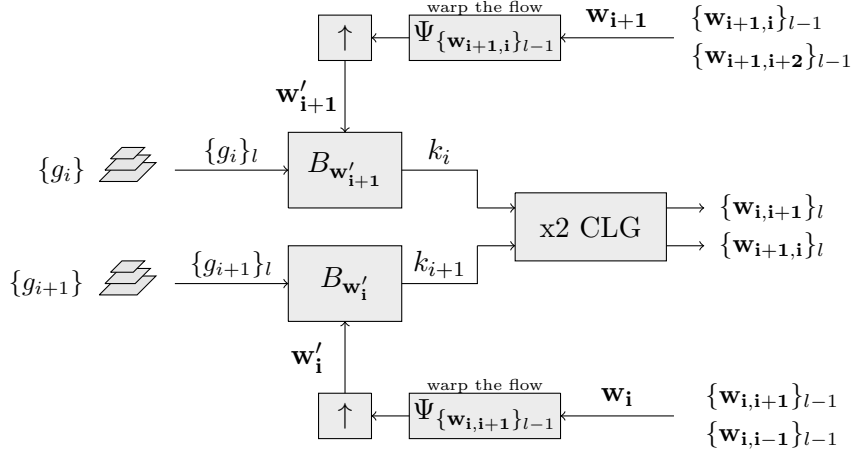 warp the flow
↑
Ψ_{\{w_{i+1,i}\}_{l−1}}
w_{i+1}
{w_{i+1,i}}_{l−1}
{w_{i+1,i+2}}_{l−1}
w′_{i+1}
{g_i}
{g_i}_l
B_{w′_{i+1}}
k_i
x2 CLG
{w_{i,i+1}}_l
{w_{i+1,i}}_l
{g_{i+1}}
{g_{i+1}}_l
B_{w′_i}
k_{i+1}
w′_i
warp the flow
↑
Ψ_{\{w_{i,i+1}\}_{l−1}}
w_i
{w_{i,i+1}}_{l−1}
{w_{i,i−1}}_{l−1}